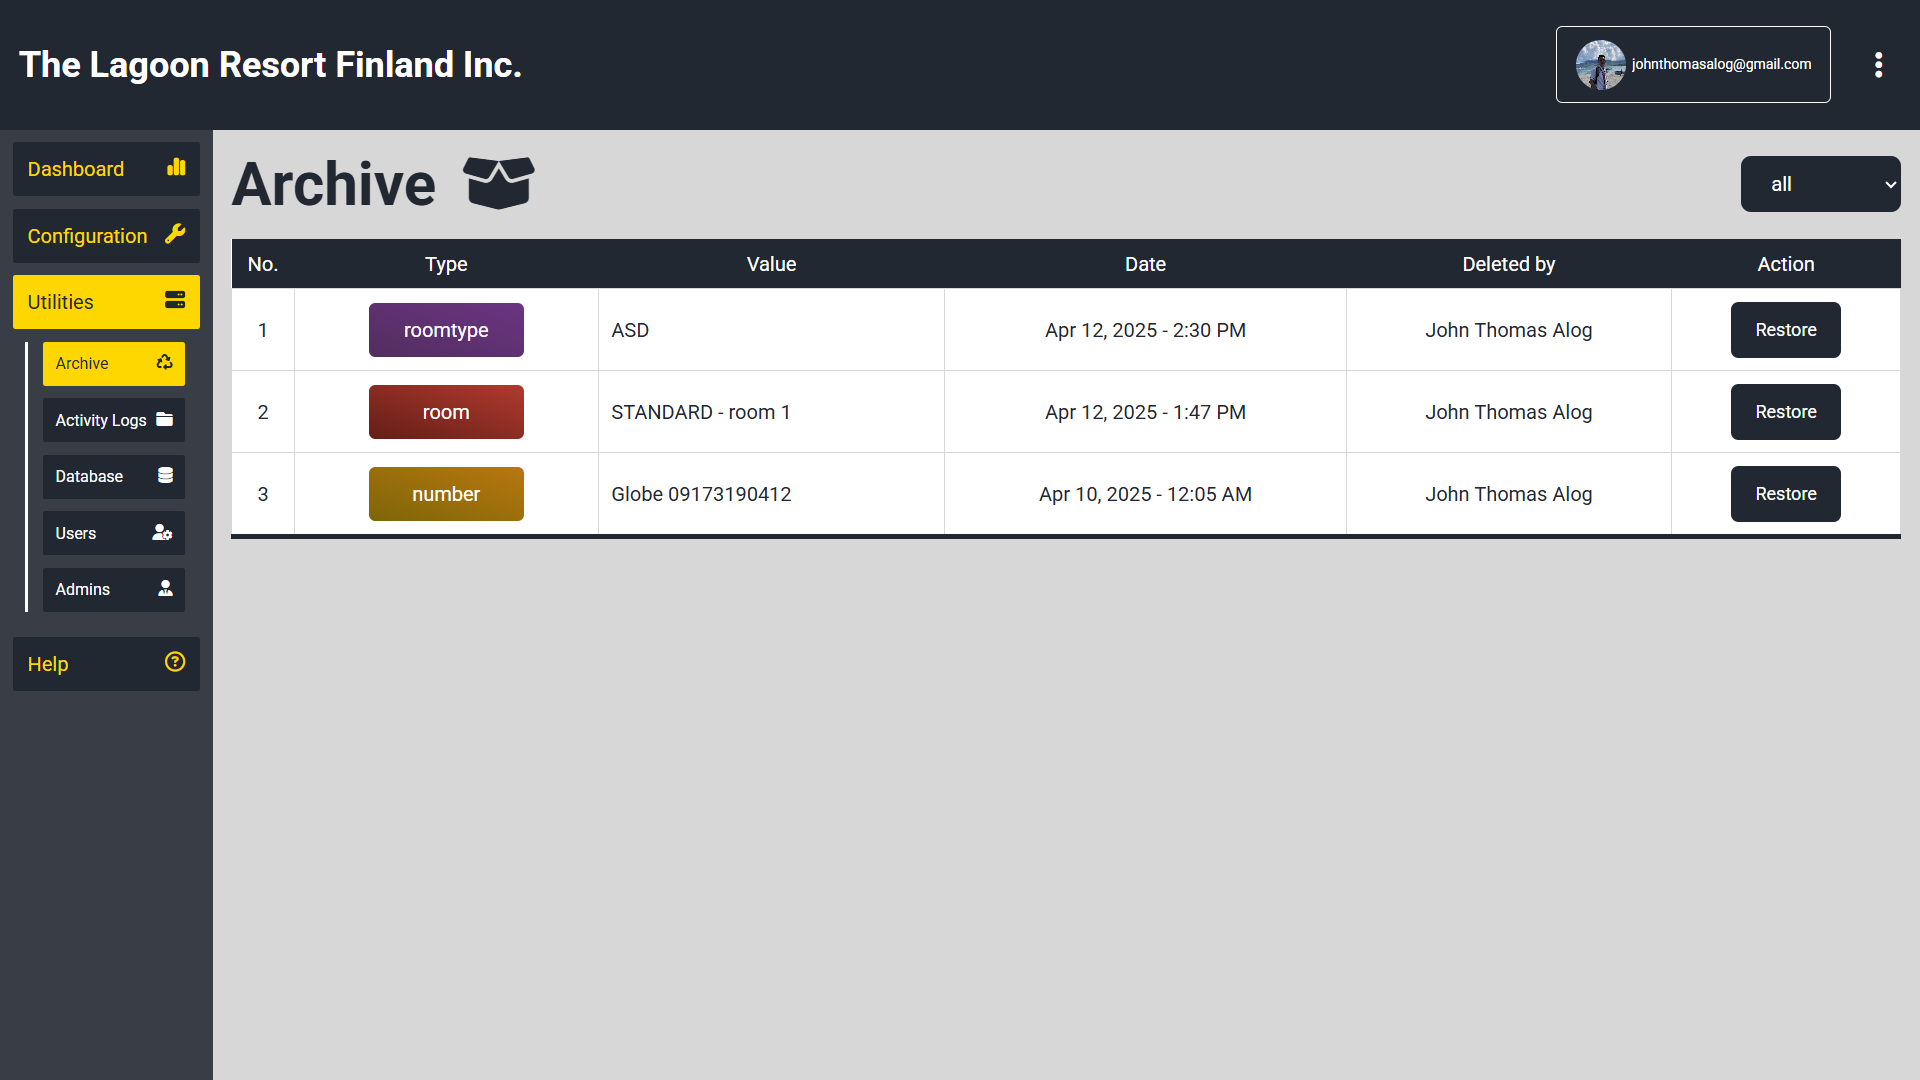 The Lagoon Resort Finland Inc.
johnthomasalog@gmail.com
Dashboard
Configuration
Utilities
Archive
Activity Logs
Database
Users
Admins
Help
Archive
all
No. Type Value Date Deleted by Action
1 roomtype ASD Apr 12, 2025 - 2:30 PM John Thomas Alog Restore
2 room STANDARD - room 1 Apr 12, 2025 - 1:47 PM John Thomas Alog Restore
3 number Globe 09173190412 Apr 10, 2025 - 12:05 AM John Thomas Alog Restore